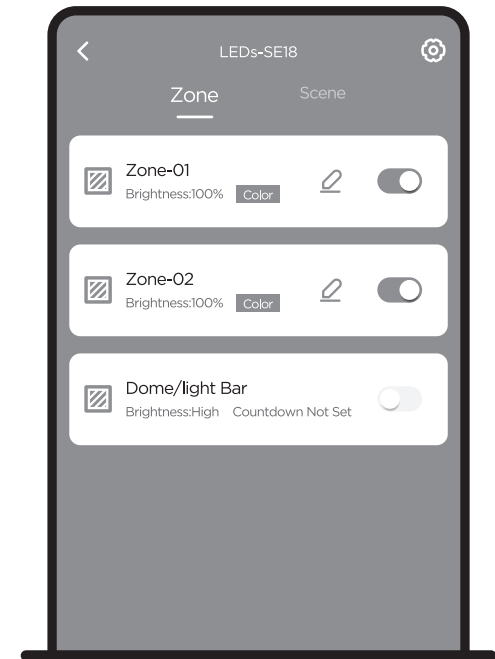 LEDs-SE18
Zone Scene
Zone-01
Brightness:100% Color
Zone-02
Brightness:100% Color
Dome/light Bar
Brightness:High Countdown Not Set